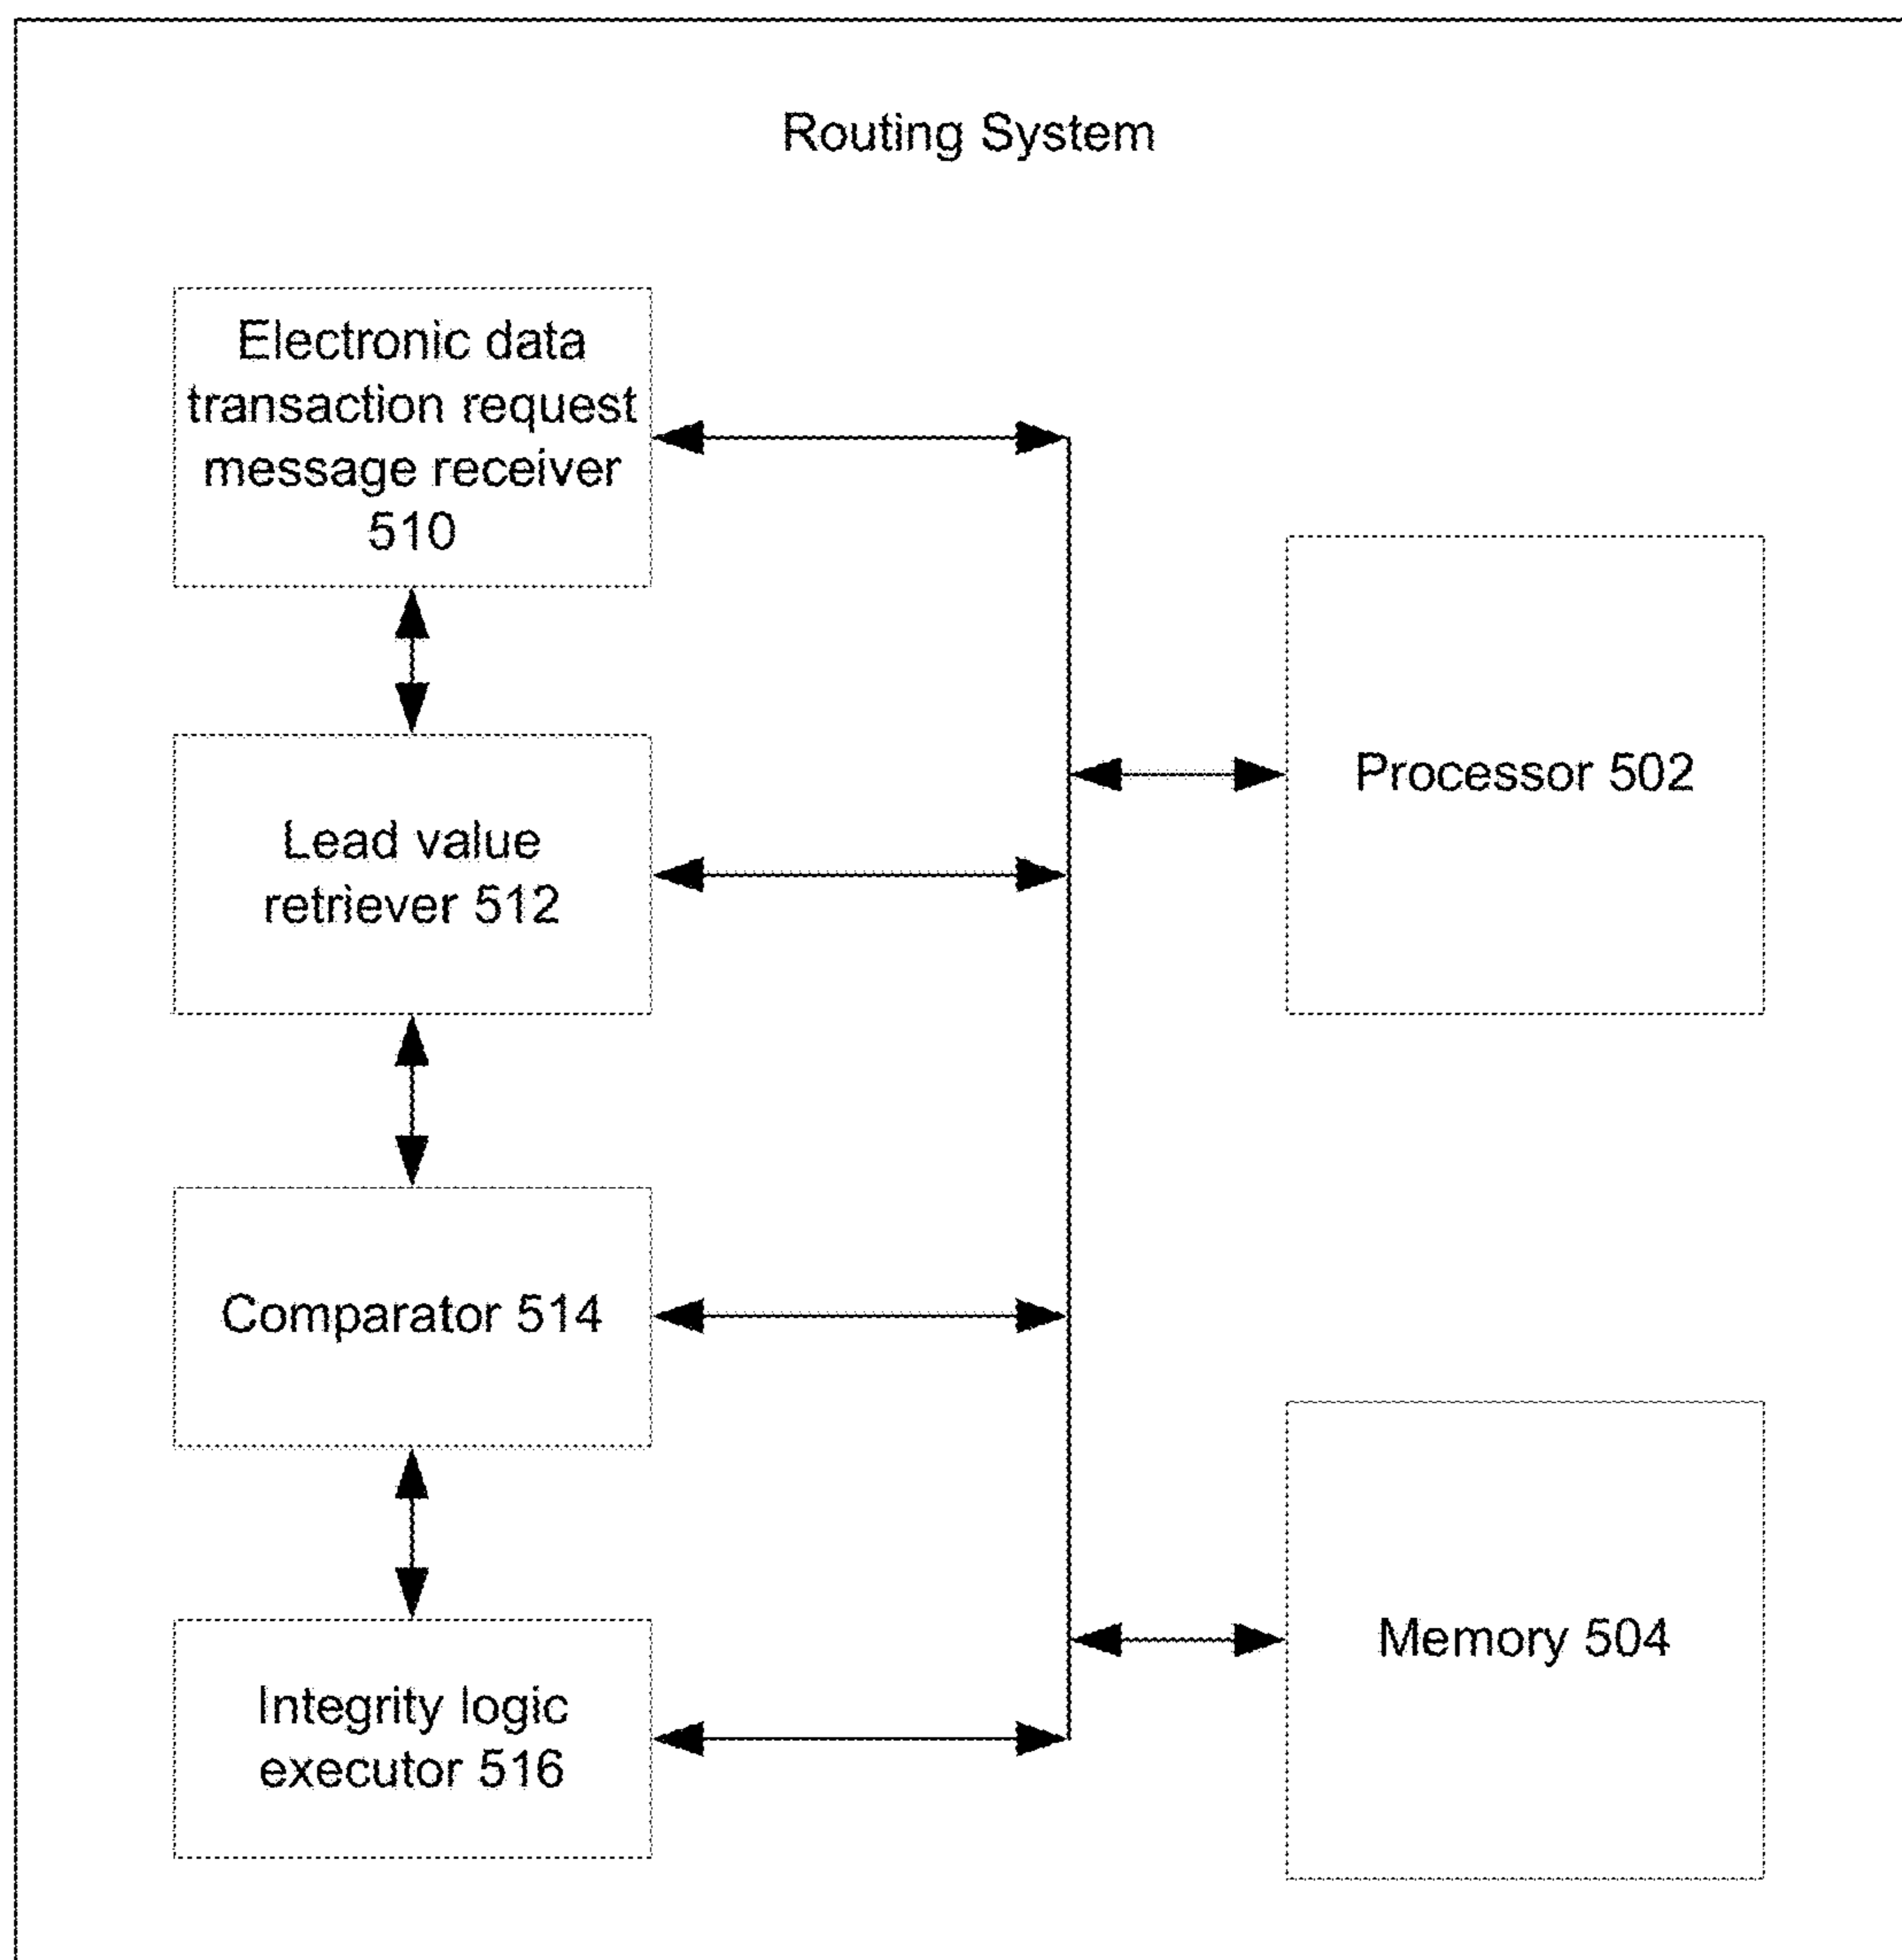 Routing System
Electronic data
transaction request
message receiver
510
Processor 502
Lead value
retriever 512
Comparator 514
Memory 504
Integrity logic
executor 516